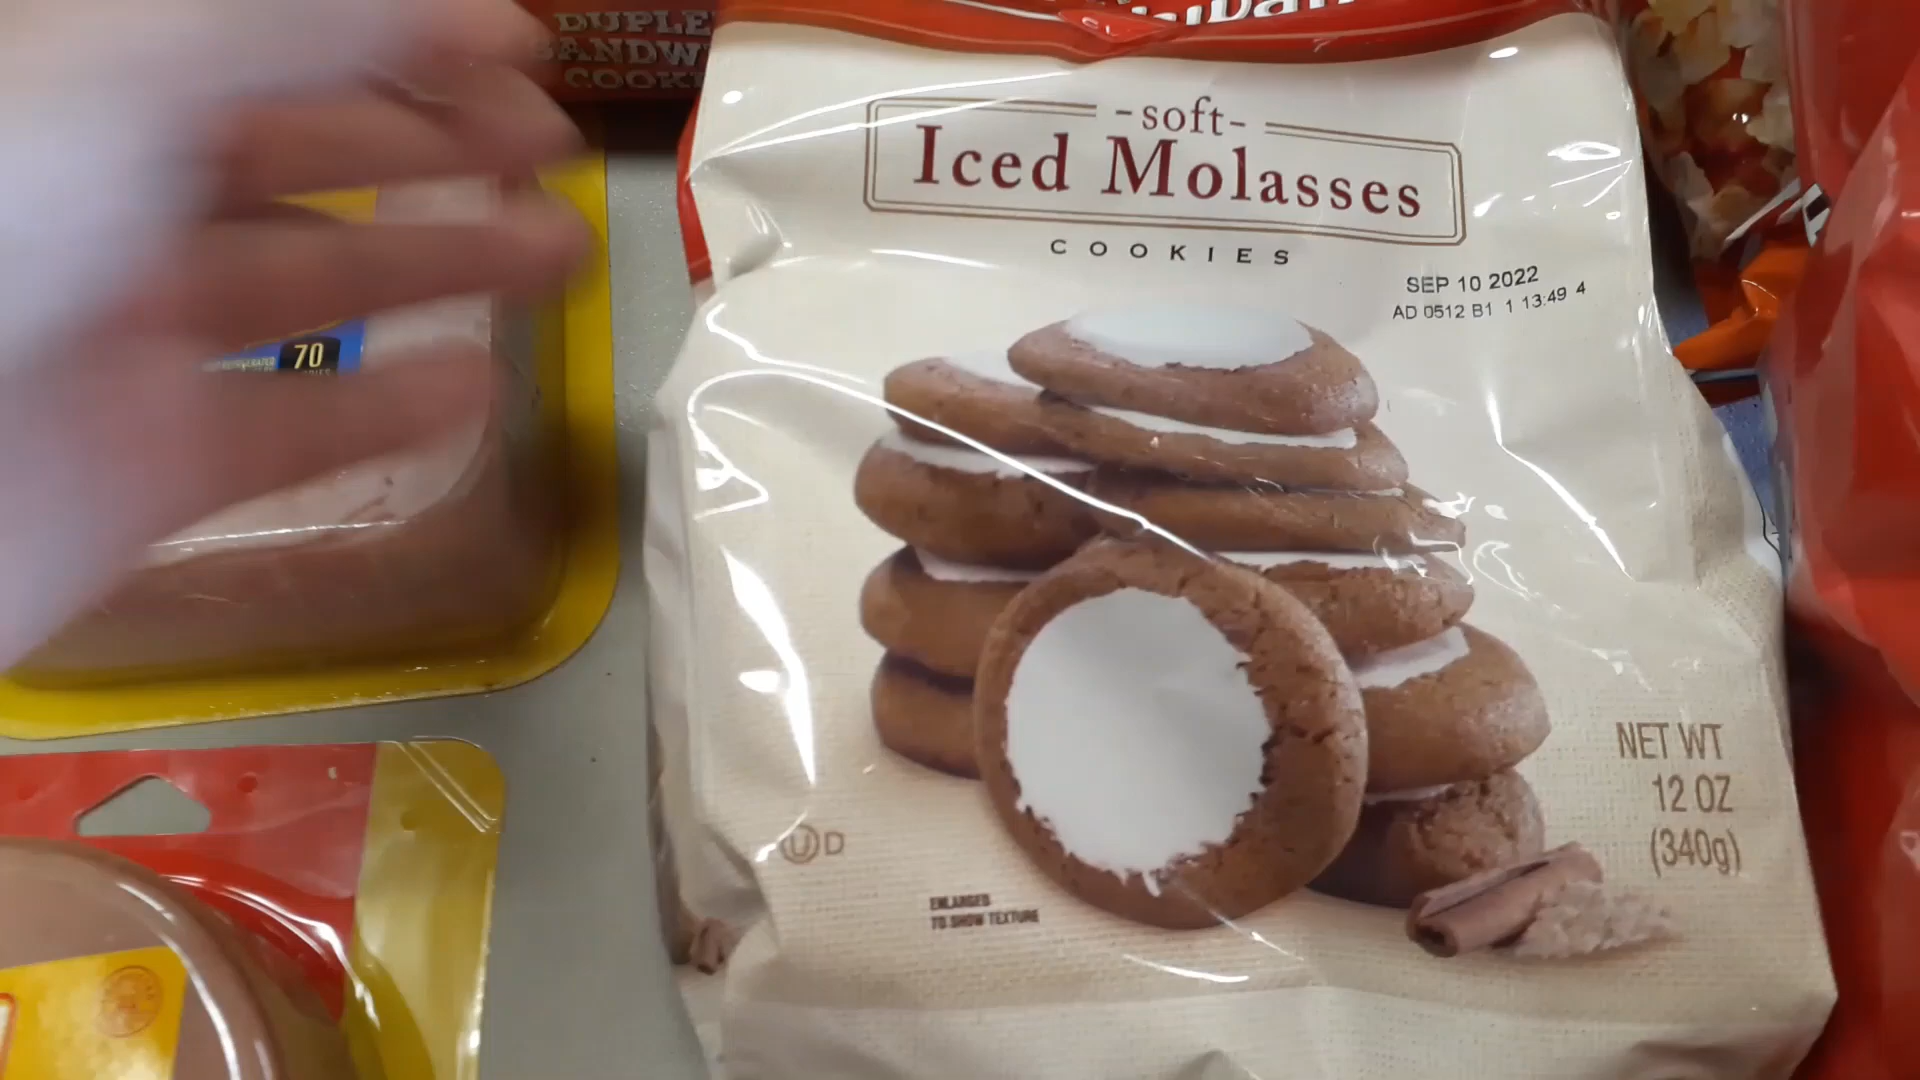 DUPLE
SANDW
COOKI
-soft-
Iced Molasses
COOKIES
SEP 10 2022
AD 0512 B1 1 13:49 4
70
NET WT
12 OZ
(340g)
U D
ENLARGED
TO SHOW TEXTURE